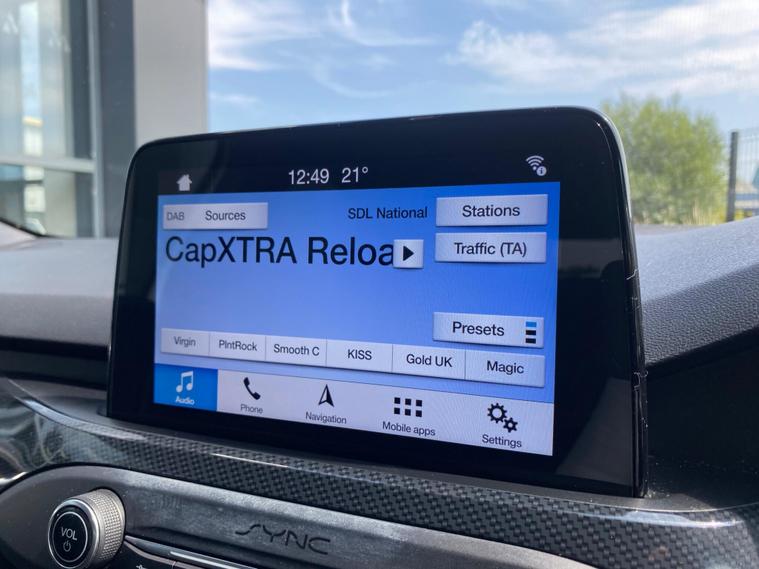 12:49 21°
DAB Sources SDL National Stations
CapXTRA Reloa
Traffic (TA)
Presets
Virgin PlntRock Smooth C KISS Gold UK Magic
Audio Phone Navigation Mobile apps Settings
VOL
SYNC